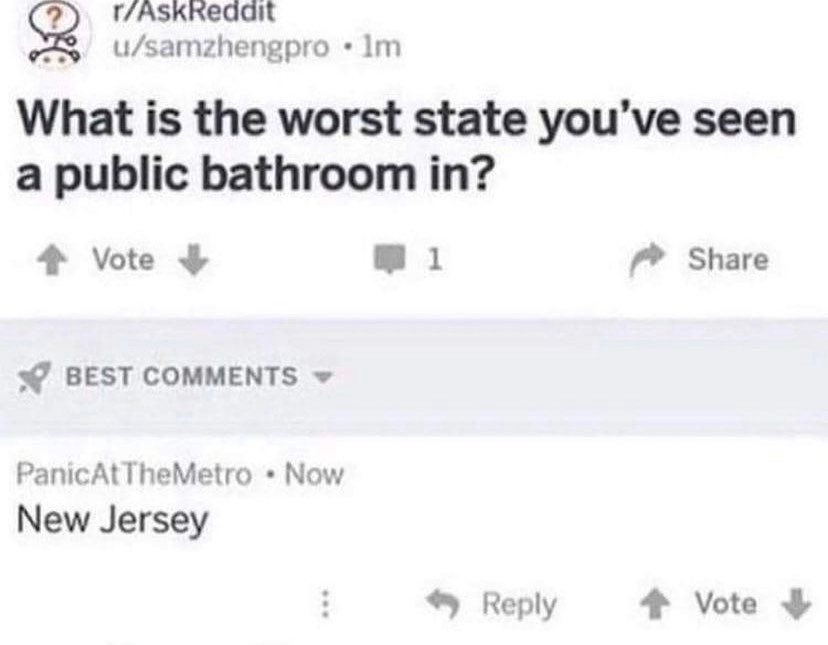 r/AskReddit
u/samzhengpro • 1m
What is the worst state you've seen
a public bathroom in?
Vote 1 Share
BEST COMMENTS
PanicAtTheMetro • Now
New Jersey
Reply Vote